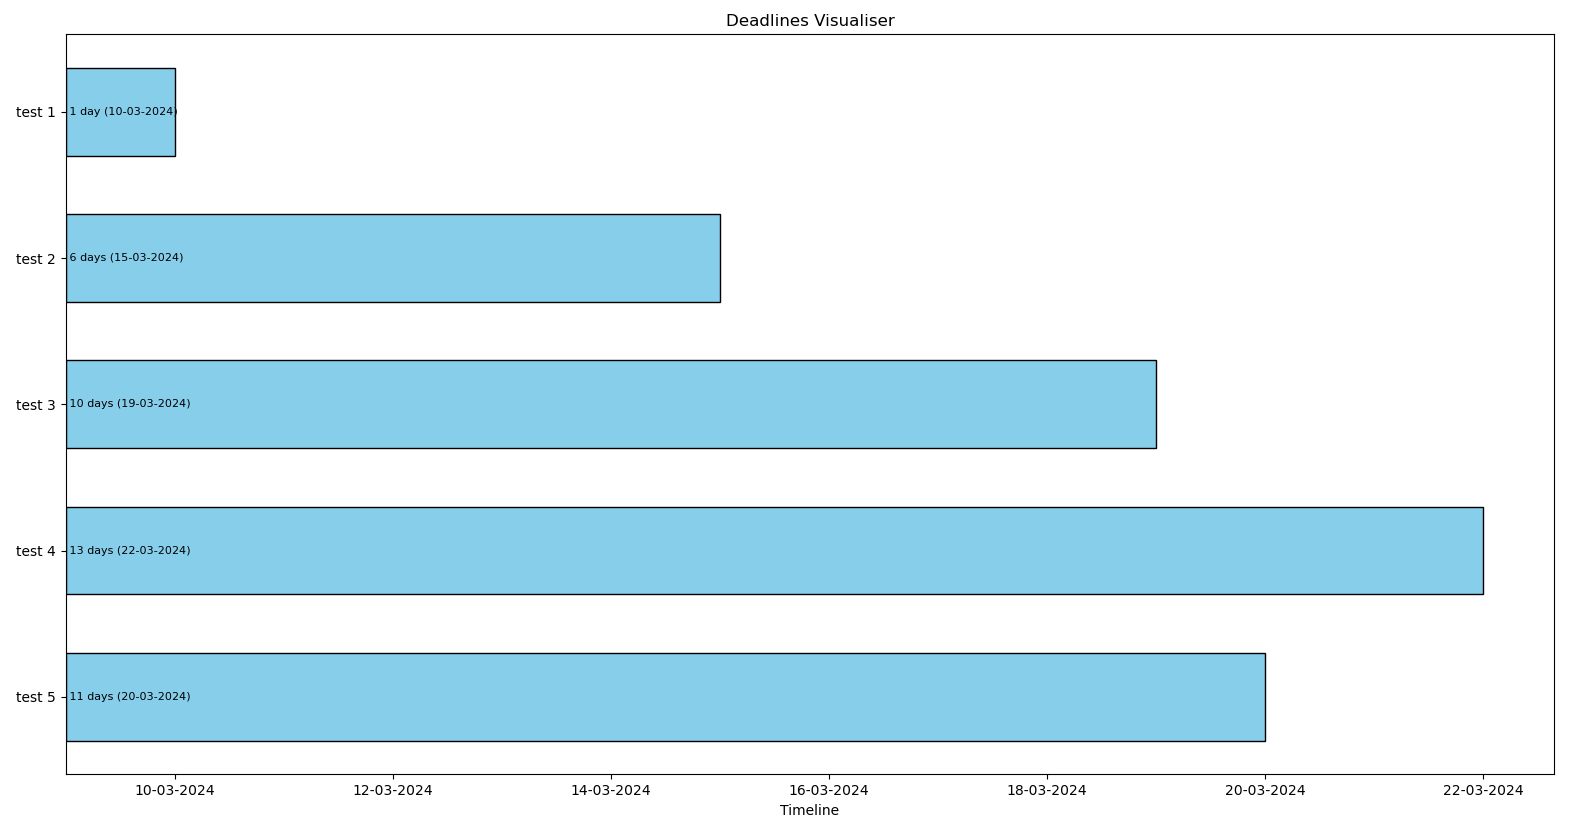 Deadlines Visualiser
test 1
1 day (10-03-2024)
test 2
6 days (15-03-2024)
test 3
10 days (19-03-2024)
test 4
13 days (22-03-2024)
test 5
11 days (20-03-2024)
10-03-2024 12-03-2024 14-03-2024 16-03-2024 18-03-2024 20-03-2024 22-03-2024
Timeline